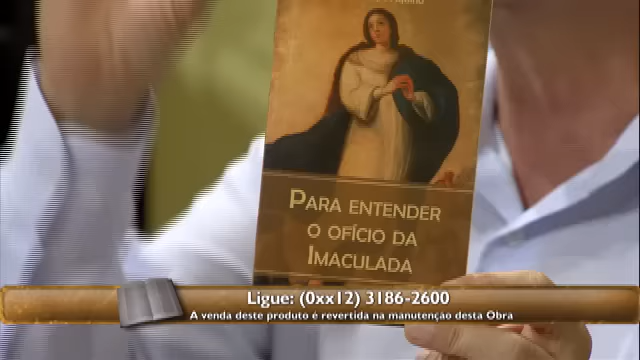 PARA ENTENDER
O OFÍCIO DA
IMACULADA
Ligue: (0xx12) 3186-2600
A venda deste produto é revertida na manutenção desta Obra